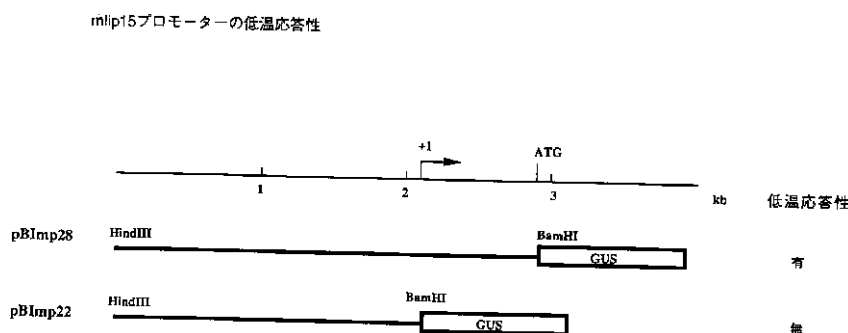 mlip15プロモーターの低温応答性
+1
ATG
1
2
3
kb
低温応答性
pBImp28
HindIII
BamHI
GUS
有
pBImp22
HindIII
BamHI
GUS
無